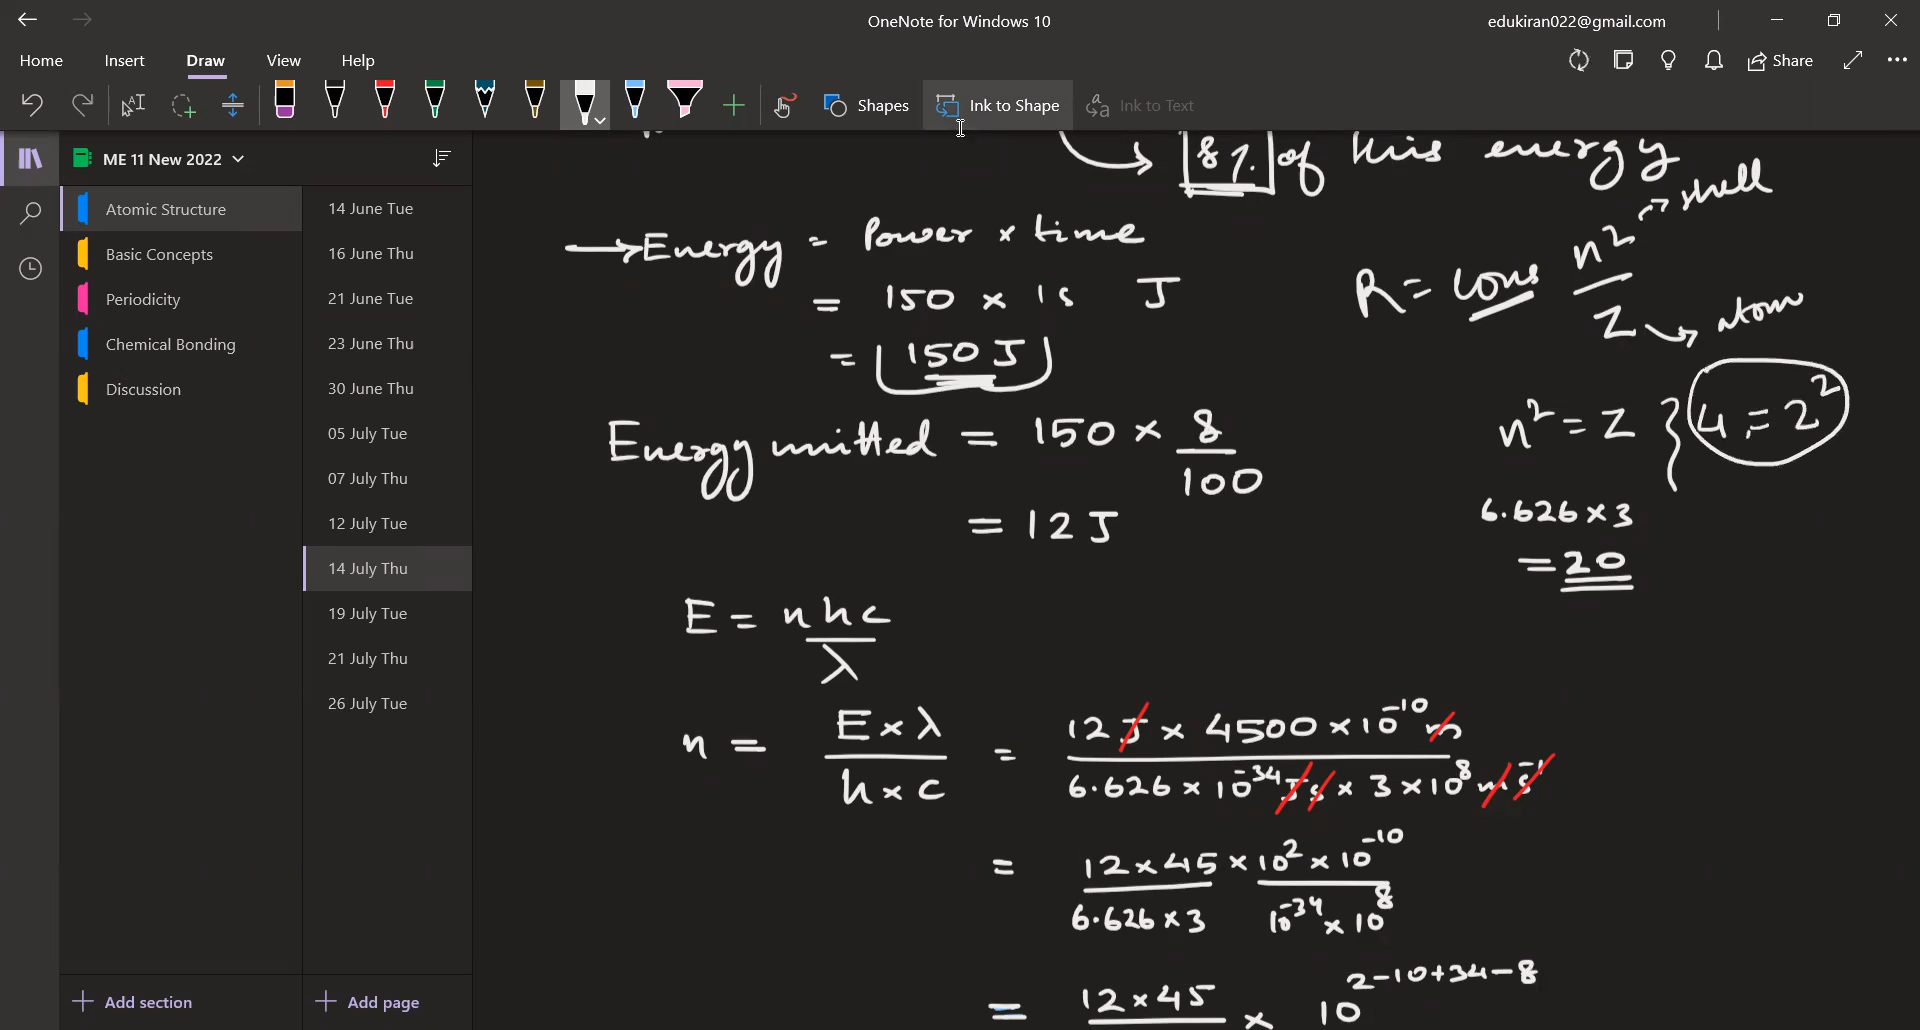 OneNote for Windows 10
edukiran022@gmail.com
Home Insert Draw View Help
Share
Shapes Ink to Shape Ink to Text
ME 11 New 2022
Atomic Structure
Basic Concepts
Periodicity
Chemical Bonding
Discussion
Add section
14 June Tue
16 June Thu
21 June Tue
23 June Thu
30 June Thu
05 July Tue
07 July Thu
12 July Tue
14 July Thu
19 July Tue
21 July Thu
26 July Tue
Add page
8% of this energy
→ Energy = Power × time
= 150 × 1s J
= 150 J
Energy emitted = 150 × 8/100
= 12 J
E = nhc/λ
n = E × λ / h × c = 12 J × 4500 × 10⁻¹⁰ m / 6.626 × 10⁻³⁴ Js × 3 × 10⁸ m s⁻¹
= 12 × 45 × 10² × 10⁻¹⁰ / 6.626 × 3 10⁻³⁴ × 10⁸
= 12 × 45 × 10^2-10+34-8
R = cons n²/Z
shell
atom
n² = Z { 4 = 2²
6.626 × 3
= 20